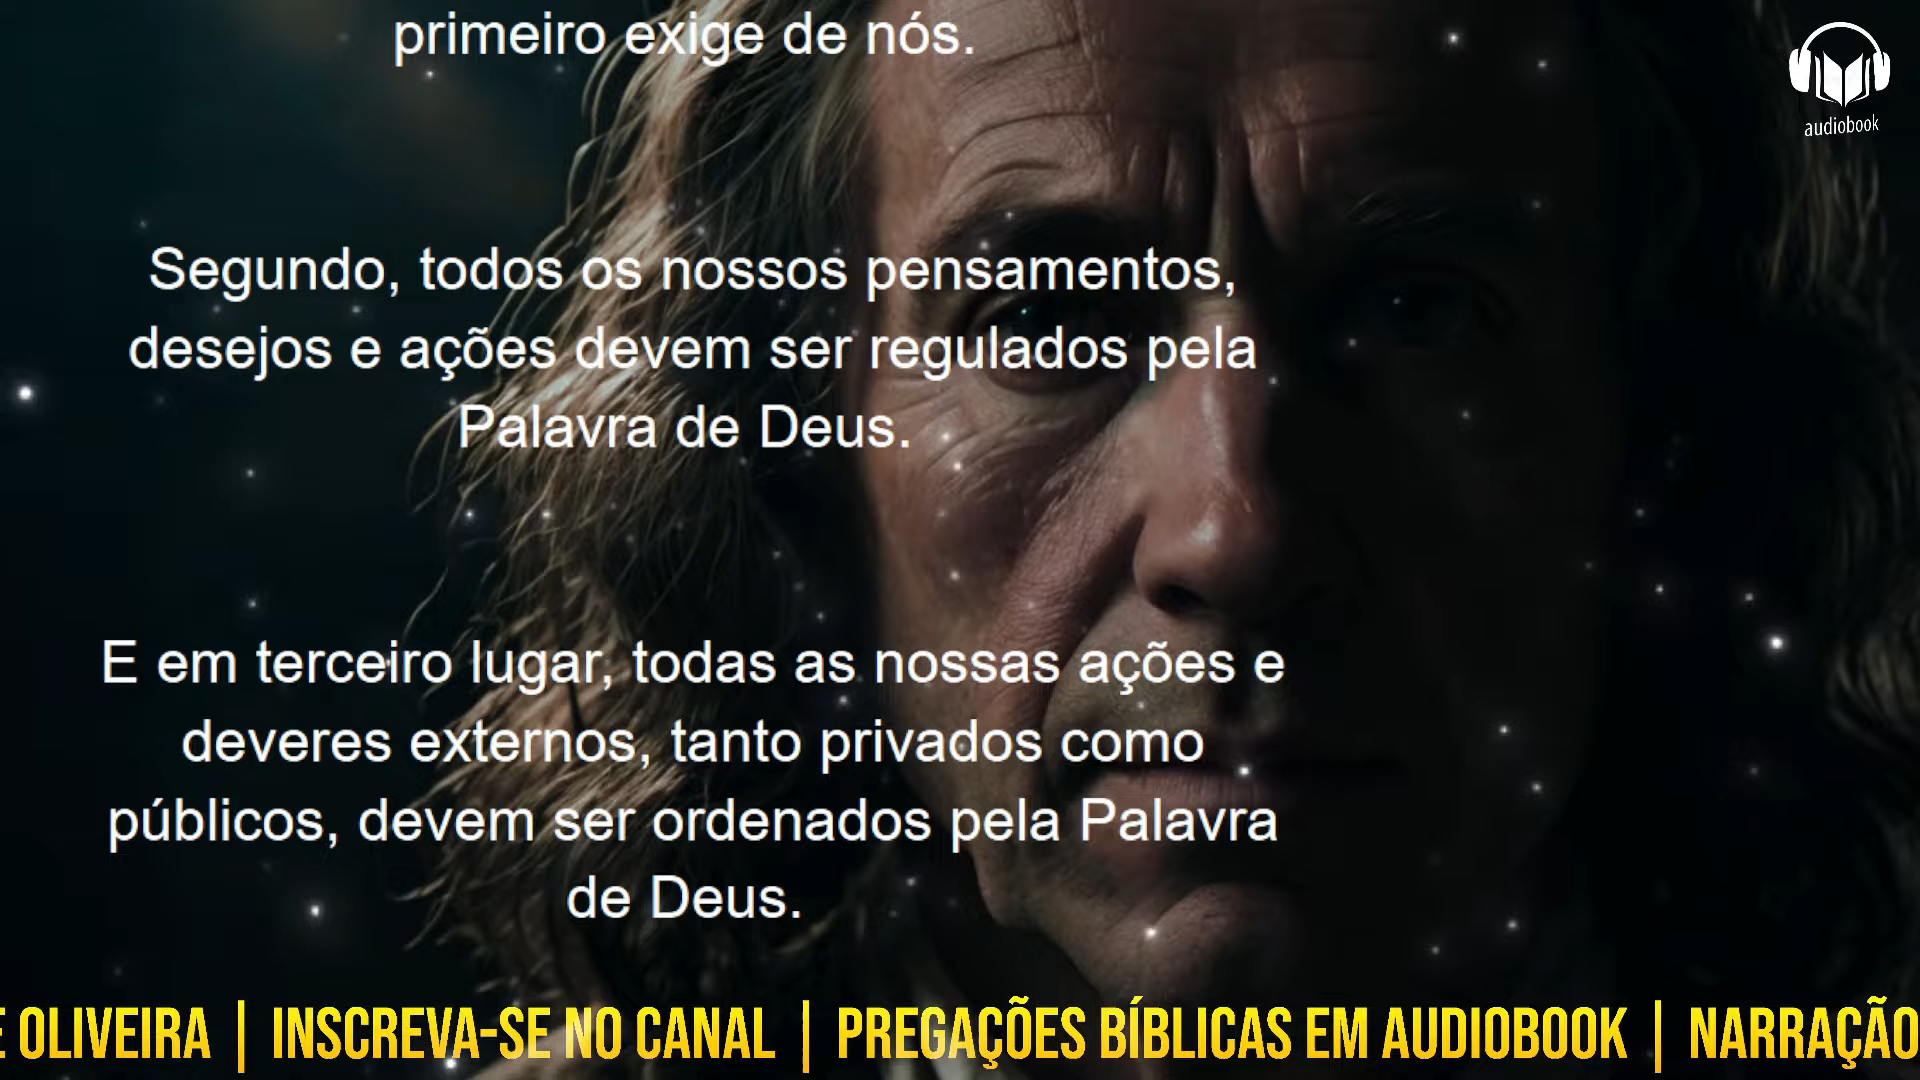 primeiro exige de nós.
audiobook
Segundo, todos os nossos pensamentos,
desejos e ações devem ser regulados pela
Palavra de Deus.
E em terceiro lugar, todas as nossas ações e
deveres externos, tanto privados como
públicos, devem ser ordenados pela Palavra
de Deus.
E OLIVEIRA | INSCREVA-SE NO CANAL | PREGAÇÕES BÍBLICAS EM AUDIOBOOK | NARRAÇÃO